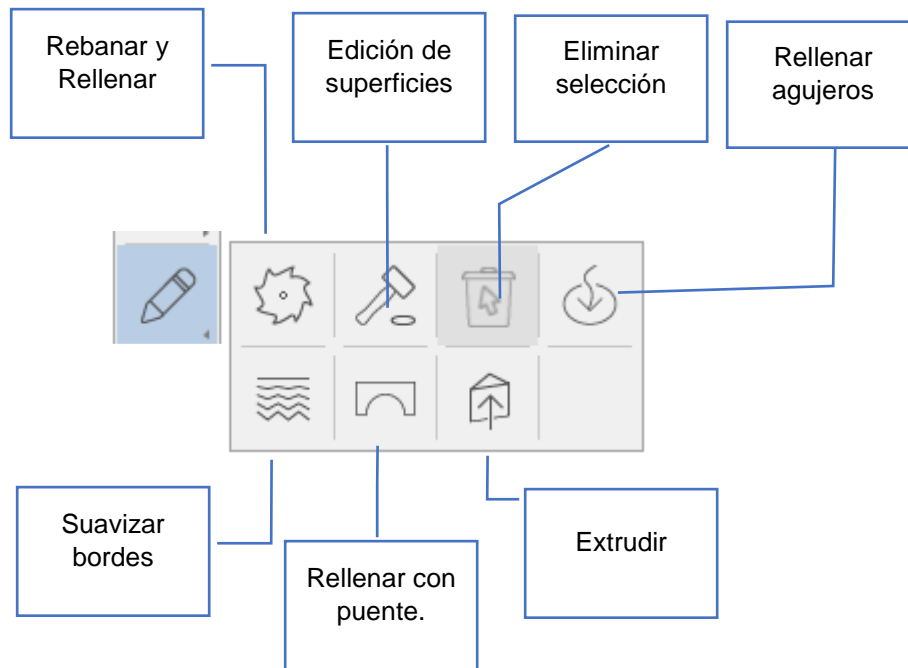 Rebanar y
Rellenar
Edición de
superficies
Eliminar
selección
Rellenar
agujeros
Suavizar
bordes
Rellenar con
puente.
Extrudir